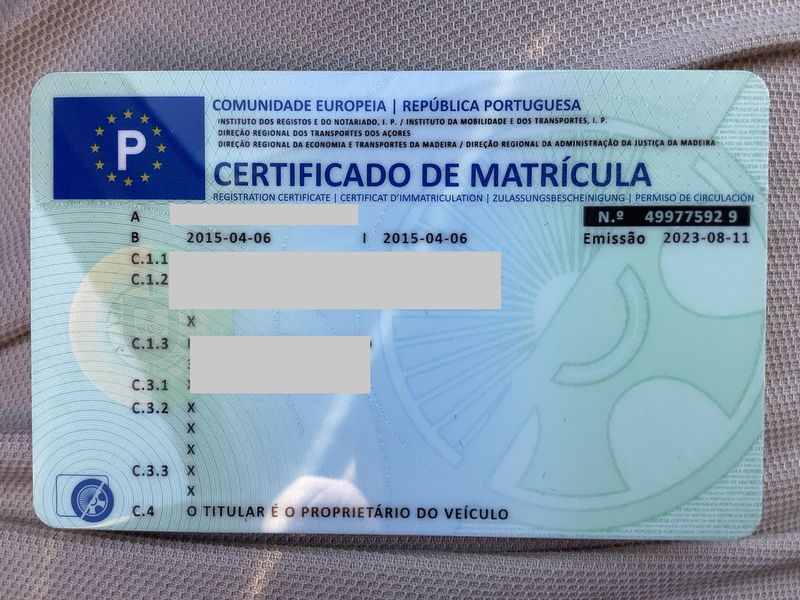 P
COMUNIDADE EUROPEIA | REPÚBLICA PORTUGUESA
INSTITUTO DOS REGISTOS E DO NOTARIADO, I. P. / INSTITUTO DA MOBILIDADE E DOS TRANSPORTES, I. P.
DIREÇÃO REGIONAL DOS TRANSPORTES DOS AÇORES
DIREÇÃO REGIONAL DA ECONOMIA E TRANSPORTES DA MADEIRA / DIREÇÃO REGIONAL DA ADMINISTRAÇÃO DA JUSTIÇA DA MADEIRA
CERTIFICADO DE MATRÍCULA
REGISTRATION CERTIFICATE | CERTIFICAT D'IMMATRICULATION | ZULASSUNGSBESCHEINIGUNG | PERMISO DE CIRCULACIÓN
A N.º 49977592 9
B 2015-04-06 I 2015-04-06 Emissão 2023-08-11
C.1.1
C.1.2
X
C.1.3
C.3.1
C.3.2 X
X
X
C.3.3 X
X
C.4 O TITULAR É O PROPRIETÁRIO DO VEÍCULO